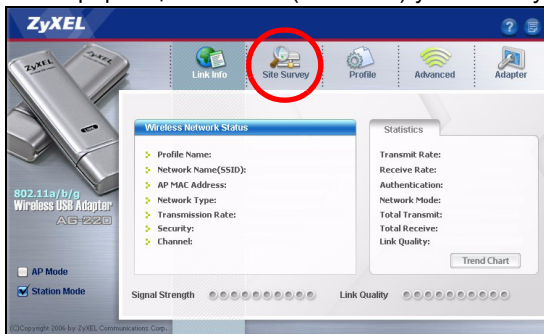 ZyXEL
Link Info
Site Survey
Profile
Advanced
Adapter
ZyXEL
Wireless Network Status
Profile Name:
Network Name(SSID):
AP MAC Address:
Network Type:
Transmission Rate:
Security:
Channel:
Statistics
Transmit Rate:
Receive Rate:
Authentication:
Network Mode:
Total Transmit:
Total Receive:
Link Quality:
Trend Chart
802.11a/b/g
Wireless USB Adapter
AG-220
AP Mode
Station Mode
Signal Strength
Link Quality
(C)Copyright 2006 by ZyXEL Communications Corp.